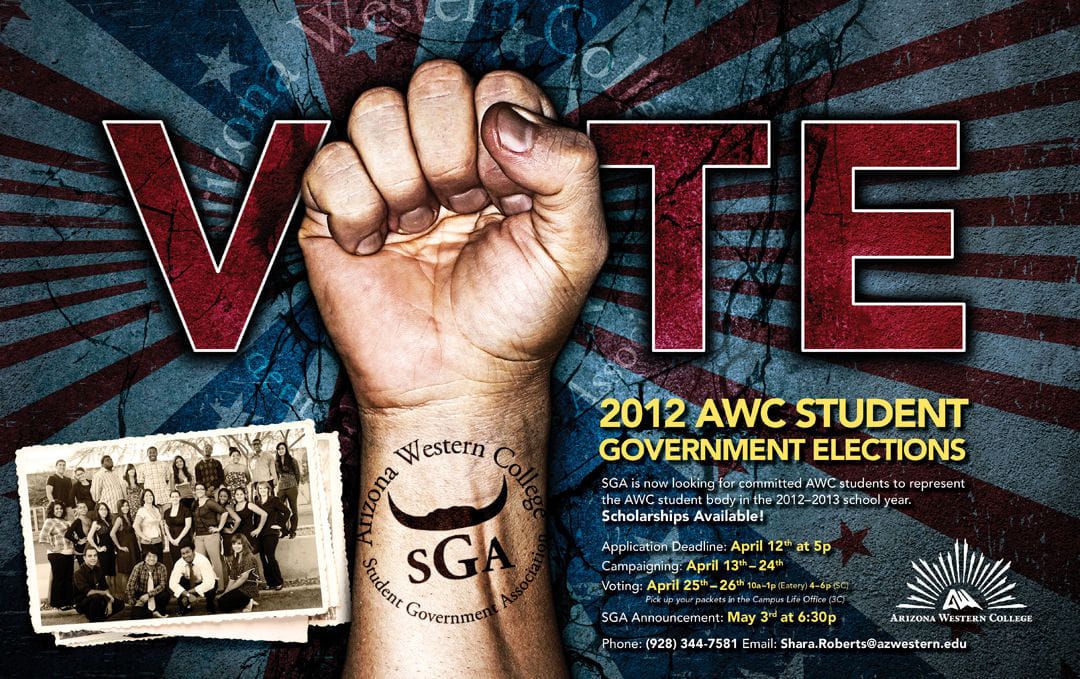 Arizona Western Col
VOTE
2012 AWC STUDENT
GOVERNMENT ELECTIONS
SGA is now looking for committed AWC students to represent
the AWC student body in the 2012–2013 school year.
Scholarships Available!
Application Deadline: April 12th at 5p
Campaigning: April 13th – 24th
Voting: April 25th – 26th 10a–1p (Eatery) 4–6p (SC)
Pick up your packets in the Campus Life Office (3C)
SGA Announcement: May 3rd at 6:30p
Phone: (928) 344-7581 Email: Shara.Roberts@azwestern.edu
Arizona Western College
SGA
Student Government Association
ARIZONA WESTERN COLLEGE